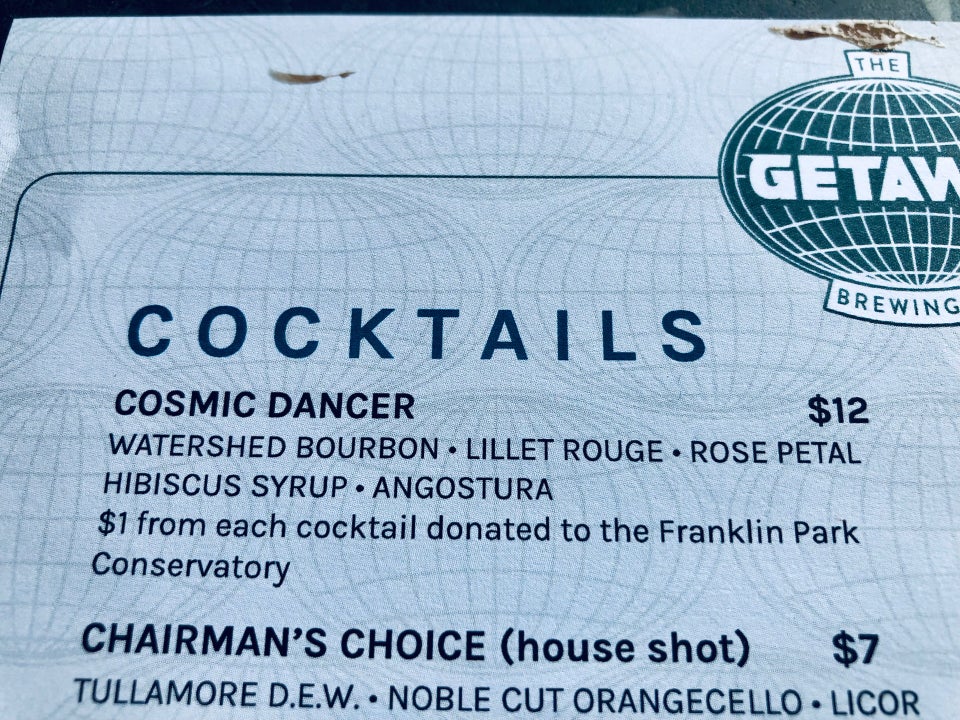 THE
BREWING
COCKTAILS
COSMIC DANCER $12
WATERSHED BOURBON • LILLET ROUGE • ROSE PETAL
HIBISCUS SYRUP • ANGOSTURA
$1 from each cocktail donated to the Franklin Park
Conservatory
CHAIRMAN'S CHOICE (house shot) $7
TULLAMORE D.E.W. • NOBLE CUT ORANGECELLO • LICOR